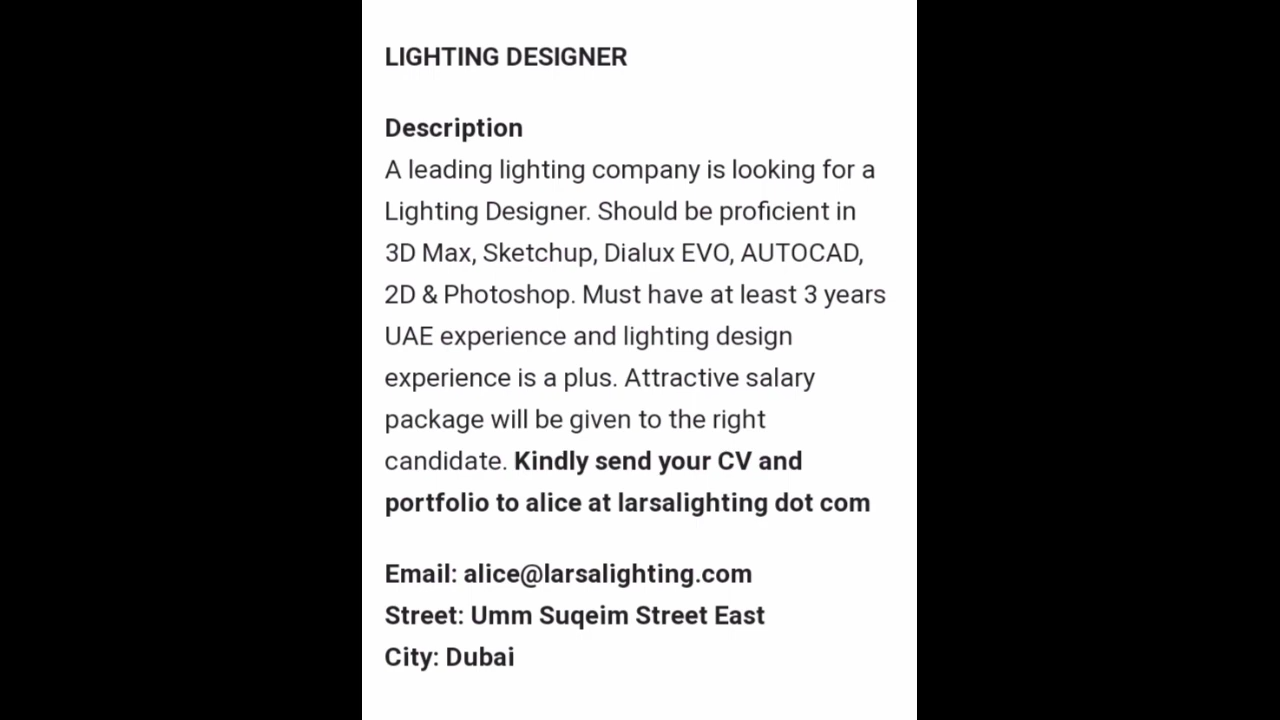 LIGHTING DESIGNER
Description
A leading lighting company is looking for a
Lighting Designer. Should be proficient in
3D Max, Sketchup, Dialux EVO, AUTOCAD,
2D & Photoshop. Must have at least 3 years
UAE experience and lighting design
experience is a plus. Attractive salary
package will be given to the right
candidate. Kindly send your CV and
portfolio to alice at larsalighting dot com
Email: alice@larsalighting.com
Street: Umm Suqeim Street East
City: Dubai